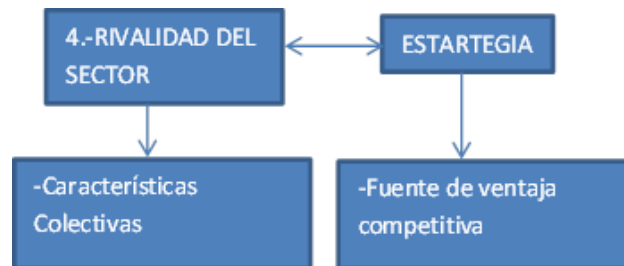 4.-RIVALIDAD DEL
SECTOR
ESTARTEGIA
-Características
Colectivas
-Fuente de ventaja
competitiva